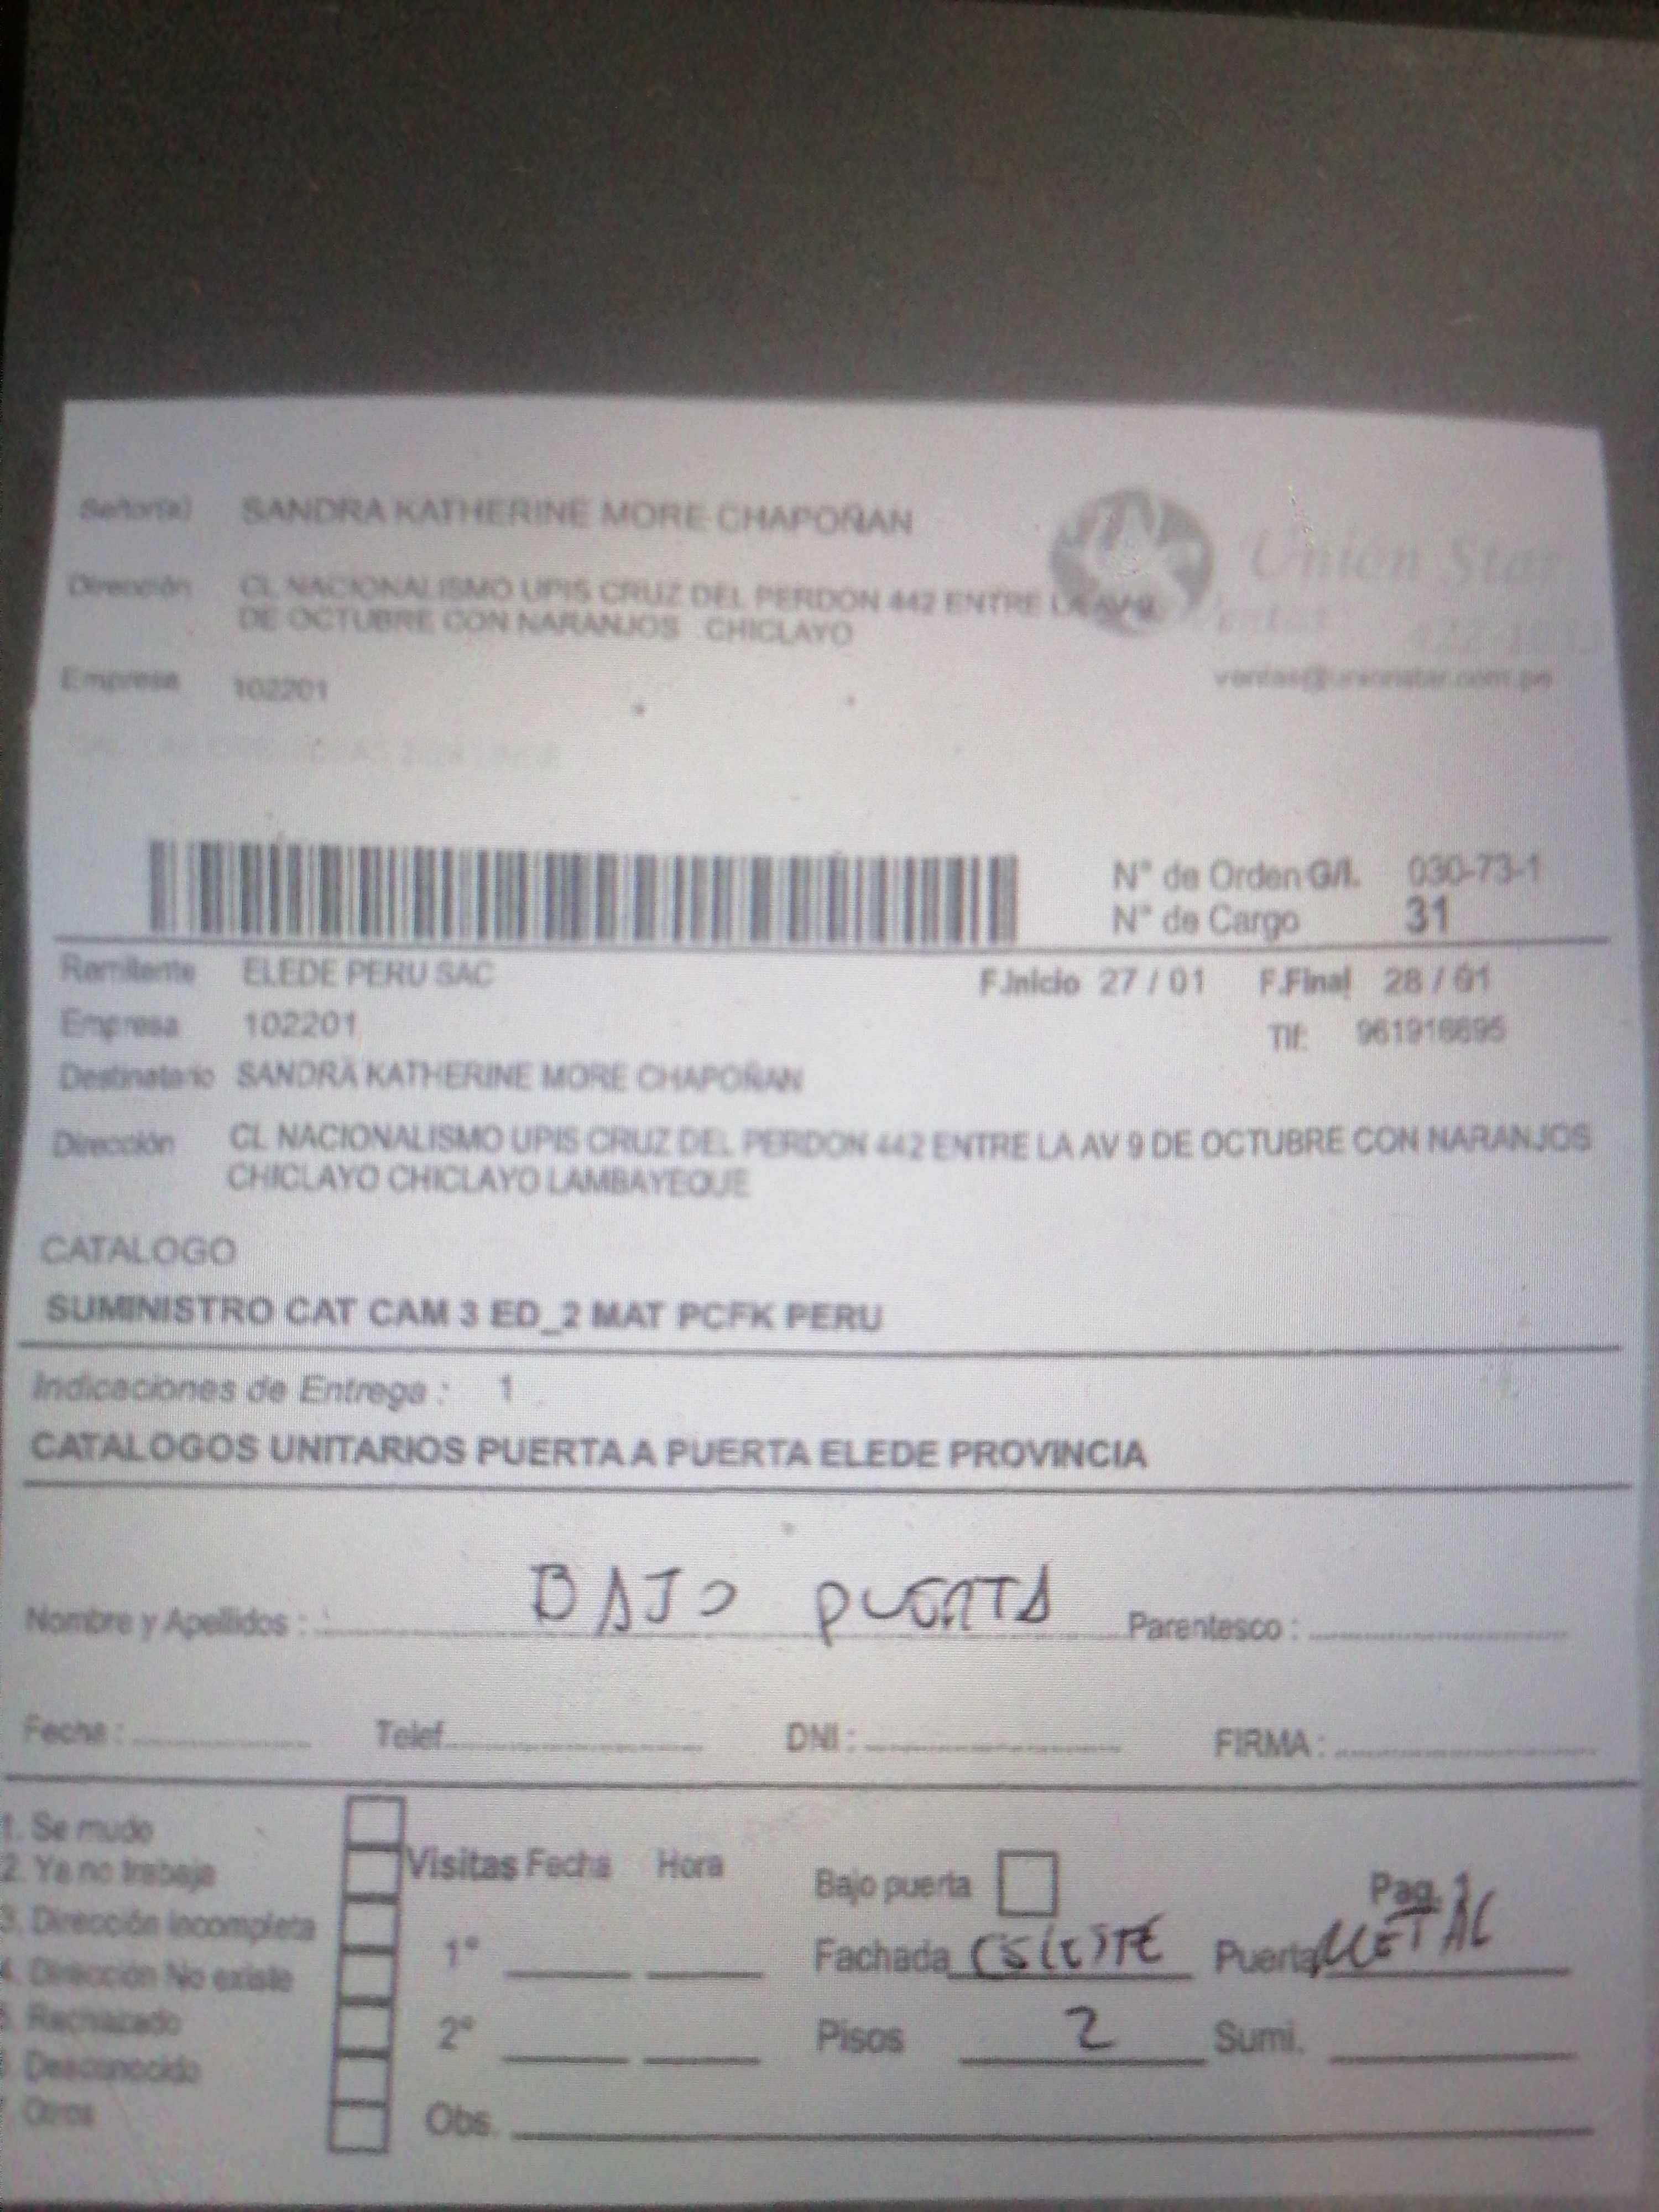 Señor(a) SANDRA KATHERINE MORE CHAPOÑAN
Unión Star
Dirección CL NACIONALISMO UPIS CRUZ DEL PERDON 442 ENTRE LA AV 9
DE OCTUBRE CON NARANJOS CHICLAYO
Ventas:
Empresa 102201
ventas@unionstar.com.pe
N° de Orden G/I. 030-73-1
N° de Cargo 31
Remitente ELEDE PERU SAC F.Inicio 27 / 01 F.Final 28 / 01
Empresa 102201 Tlf: 961916895
Destinatario SANDRA KATHERINE MORE CHAPOÑAN
Dirección CL NACIONALISMO UPIS CRUZ DEL PERDON 442 ENTRE LA AV 9 DE OCTUBRE CON NARANJOS
CHICLAYO CHICLAYO LAMBAYEQUE
CATALOGO
SUMINISTRO CAT CAM 3 ED_2 MAT PCFK PERU
Indicaciones de Entrega : 1
CATALOGOS UNITARIOS PUERTA A PUERTA ELEDE PROVINCIA
Nombre y Apellidos : BAJO PUERTA Parentesco :
Fecha : Telef. DNI : FIRMA :
1. Se mudo
2. Ya no trabaja
3. Dirección Incompleta
4. Dirección No existe
5. Rechazado
6. Desconocido
7. Otros
Visitas Fecha Hora
1°
2°
Obs.
Bajo puerta Pag. 1
Fachada CELESTE Puerta METAL
Pisos 2 Sumi.